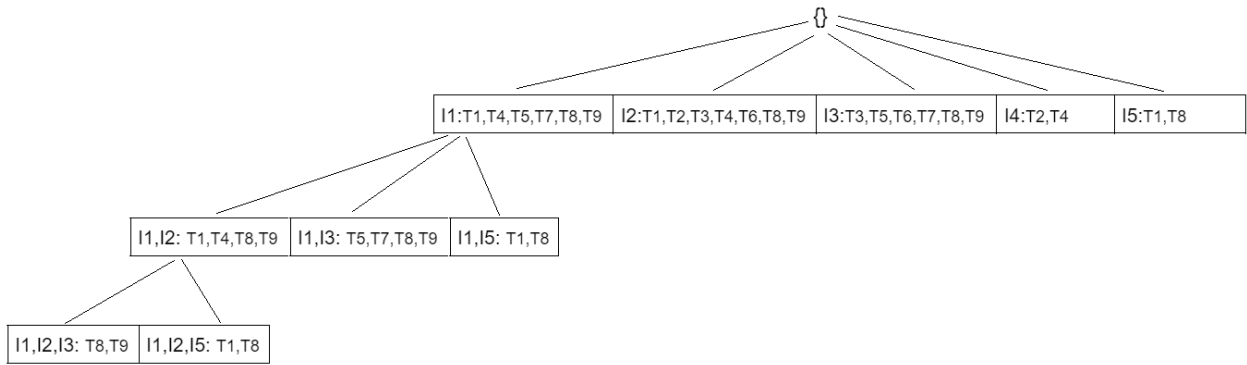 {}
I1:T1,T4,T5,T7,T8,T9 I2:T1,T2,T3,T4,T6,T8,T9 I3:T3,T5,T6,T7,T8,T9 I4:T2,T4 I5:T1,T8
I1,I2: T1,T4,T8,T9 I1,I3: T5,T7,T8,T9 I1,I5: T1,T8
I1,I2,I3: T8,T9 I1,I2,I5: T1,T8